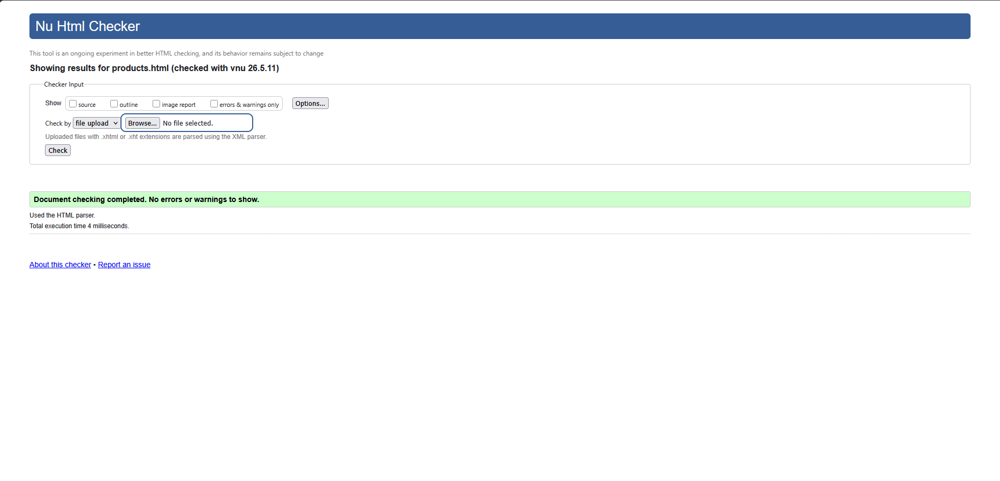 Nu Html Checker
This tool is an ongoing experiment in better HTML checking, and its behavior remains subject to change
Showing results for products.html (checked with vnu 26.5.11)
Checker Input
Show source outline image report errors & warnings only Options...
Check by file upload Browse... No file selected.
Uploaded files with .xhtml or .xht extensions are parsed using the XML parser.
Check
Document checking completed. No errors or warnings to show.
Used the HTML parser.
Total execution time 4 milliseconds.
About this checker • Report an issue